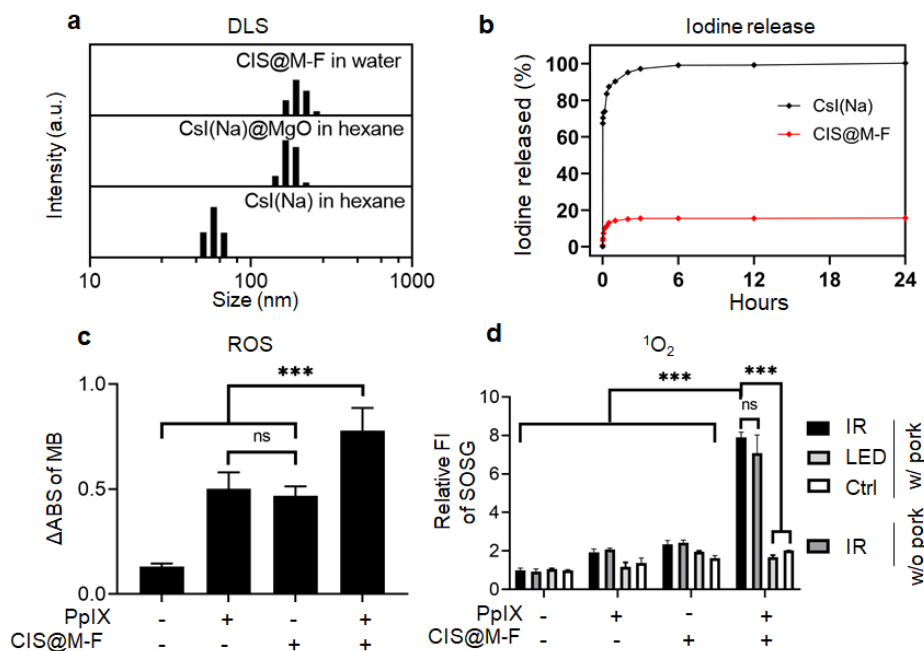 a
DLS
CIS@M-F in water
CsI(Na)@MgO in hexane
CsI(Na) in hexane
Intensity (a.u.)
10 100 1000
Size (nm)
b
Iodine release
Iodine released (%)
100
80
60
40
20
0
CsI(Na)
CIS@M-F
0 6 12 24
Hours
c
ROS
ΔABS of MB
1.0
0.5
0.0
***
ns
PpIX - + - +
CIS@M-F - - + +
d
¹O₂
Relative FI
of SOSG
10
8
6
4
2
0
*** ***
ns
IR
LED
Ctrl
w/ pork
IR
w/o pork
PpIX - + - +
CIS@M-F - - + +